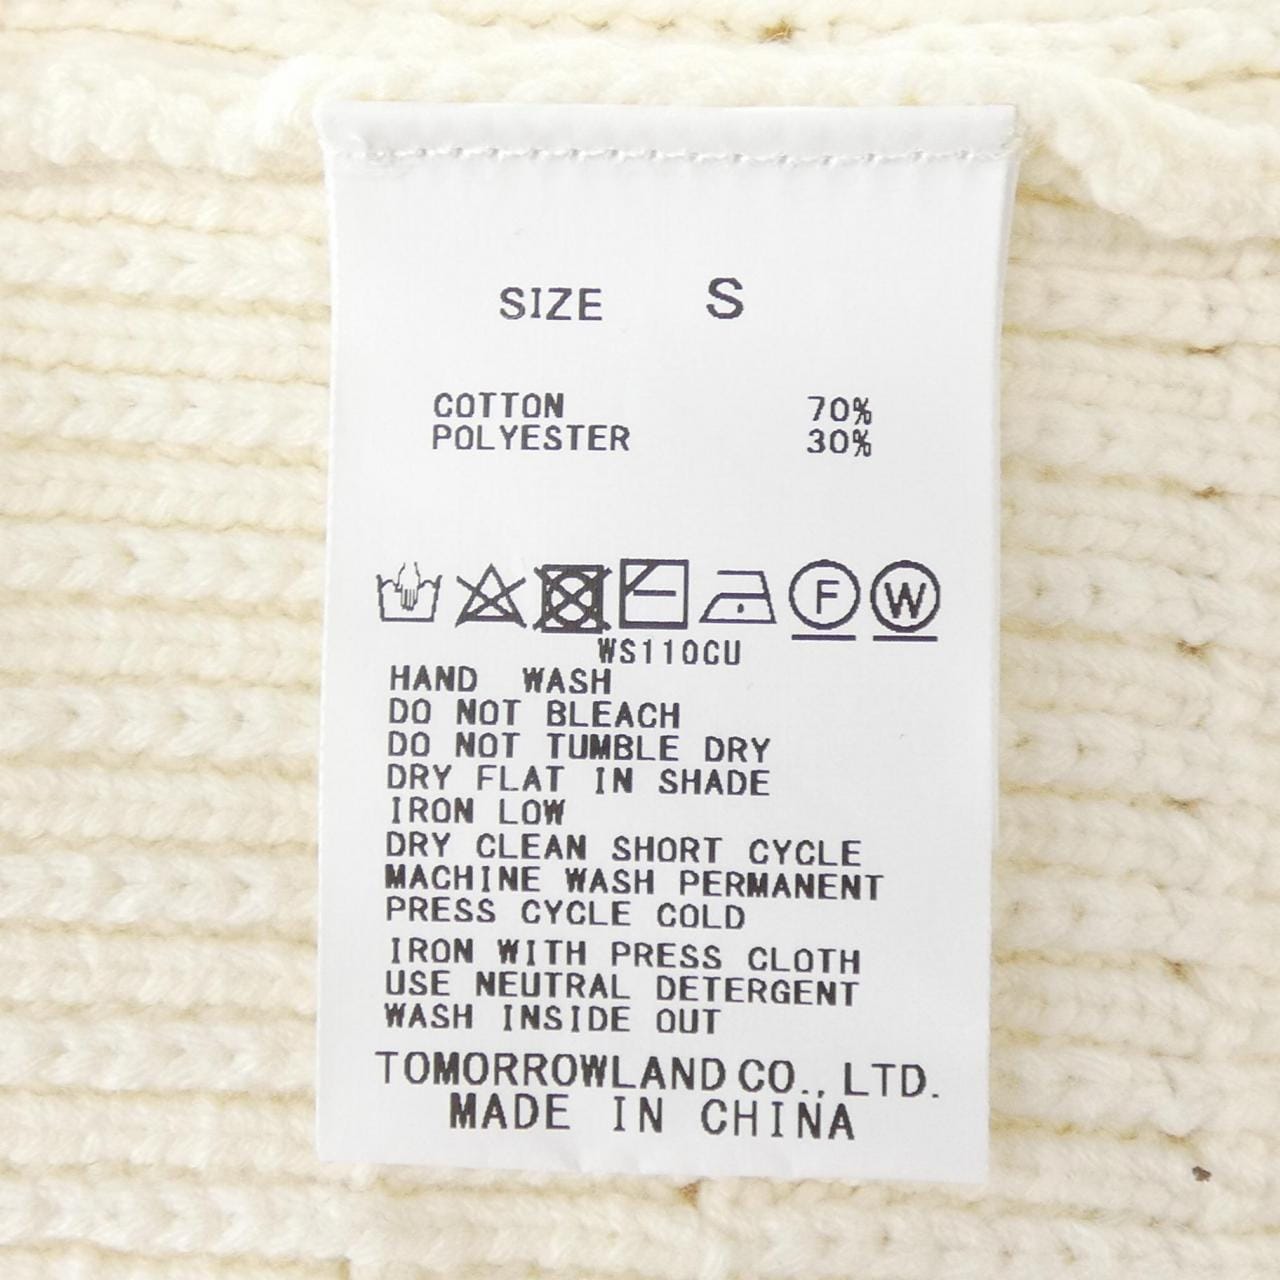 SIZE S
COTTON 70%
POLYESTER 30%
F W
WS110CU
HAND WASH
DO NOT BLEACH
DO NOT TUMBLE DRY
DRY FLAT IN SHADE
IRON LOW
DRY CLEAN SHORT CYCLE
MACHINE WASH PERMANENT
PRESS CYCLE COLD
IRON WITH PRESS CLOTH
USE NEUTRAL DETERGENT
WASH INSIDE OUT
TOMORROWLAND CO., LTD.
MADE IN CHINA